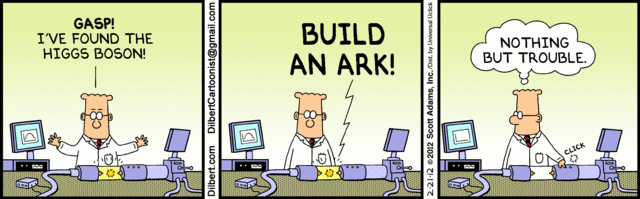 GASP!
I'VE FOUND THE
HIGGS BOSON!
Dilbert.com DilbertCartoonist@gmail.com
BUILD
AN ARK!
2-21-12 ©2012 Scott Adams, Inc. /Dist. by Universal Uclick
NOTHING
BUT TROUBLE.
CLICK